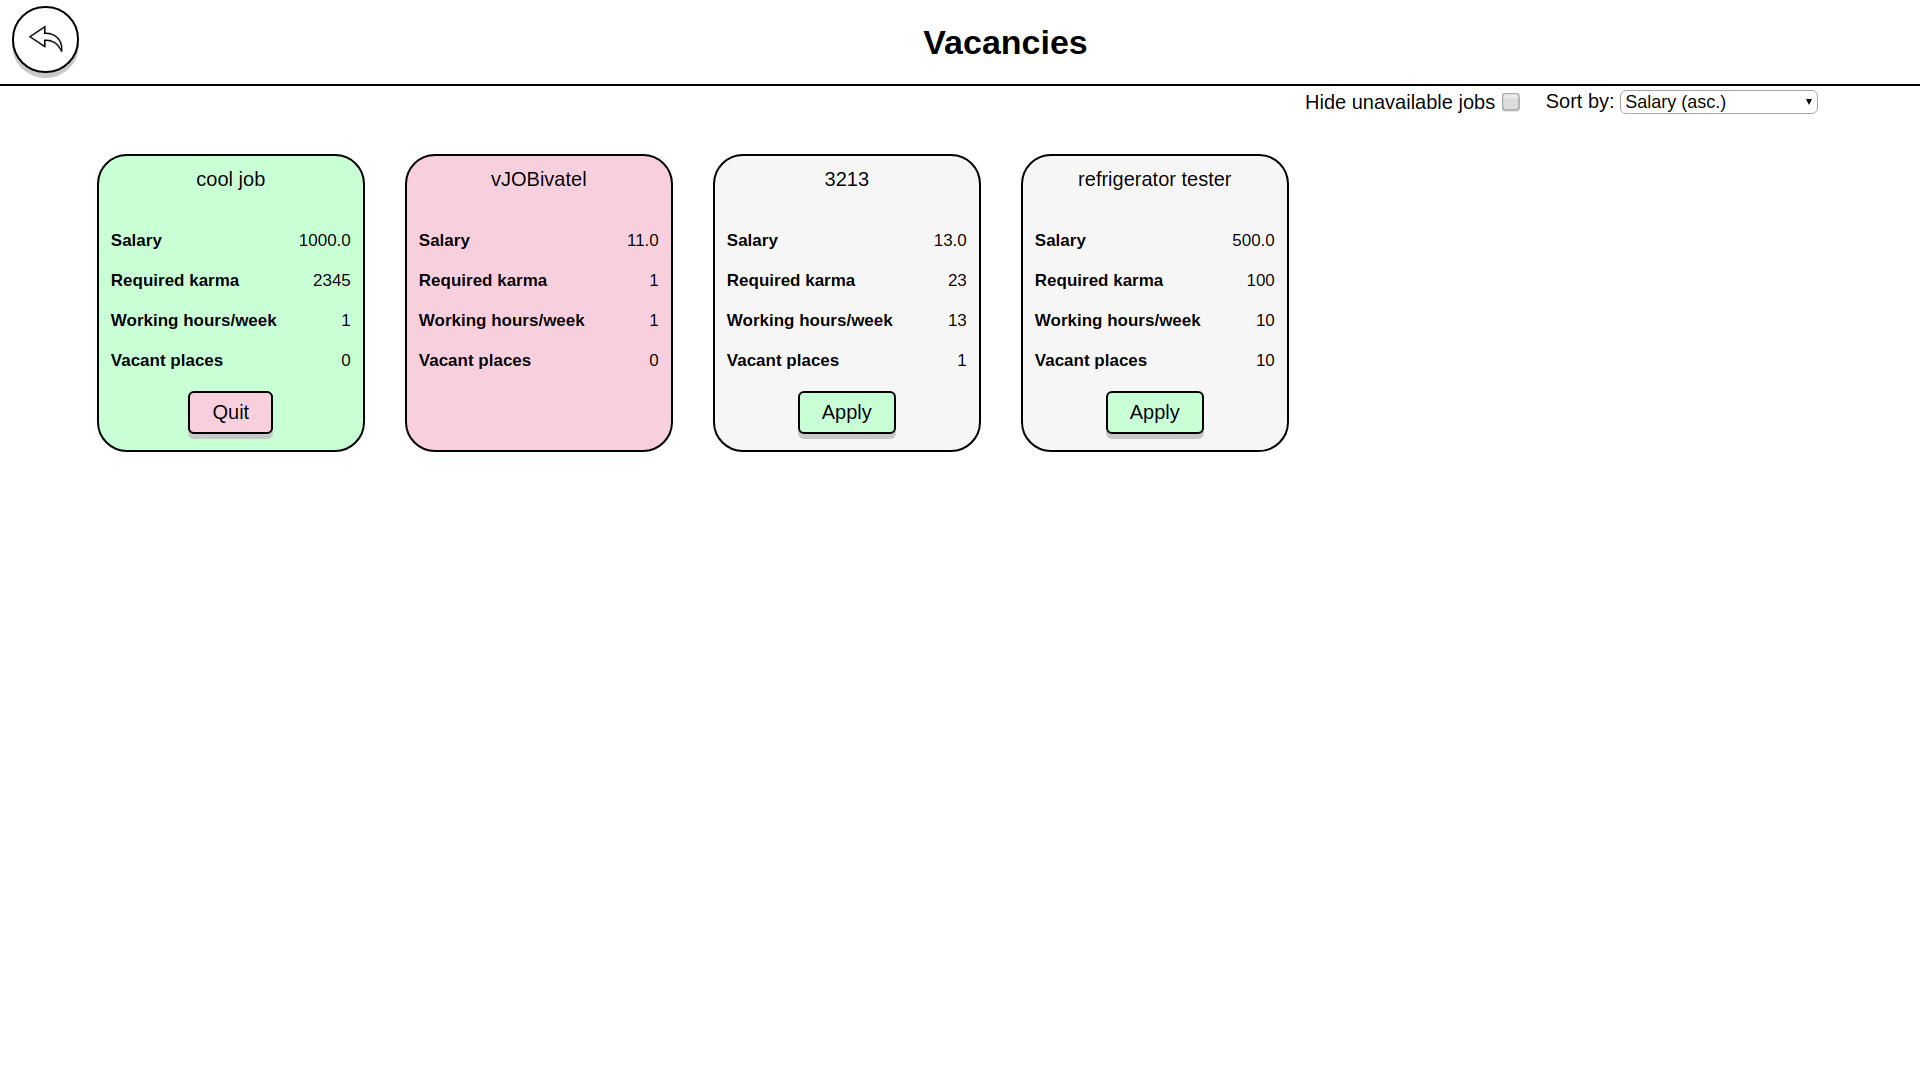 Vacancies
Hide unavailable jobs Sort by: Salary (asc.)
cool job
Salary 1000.0
Required karma 2345
Working hours/week 1
Vacant places 0
Quit
vJOBivatel
Salary 11.0
Required karma 1
Working hours/week 1
Vacant places 0
3213
Salary 13.0
Required karma 23
Working hours/week 13
Vacant places 1
Apply
refrigerator tester
Salary 500.0
Required karma 100
Working hours/week 10
Vacant places 10
Apply